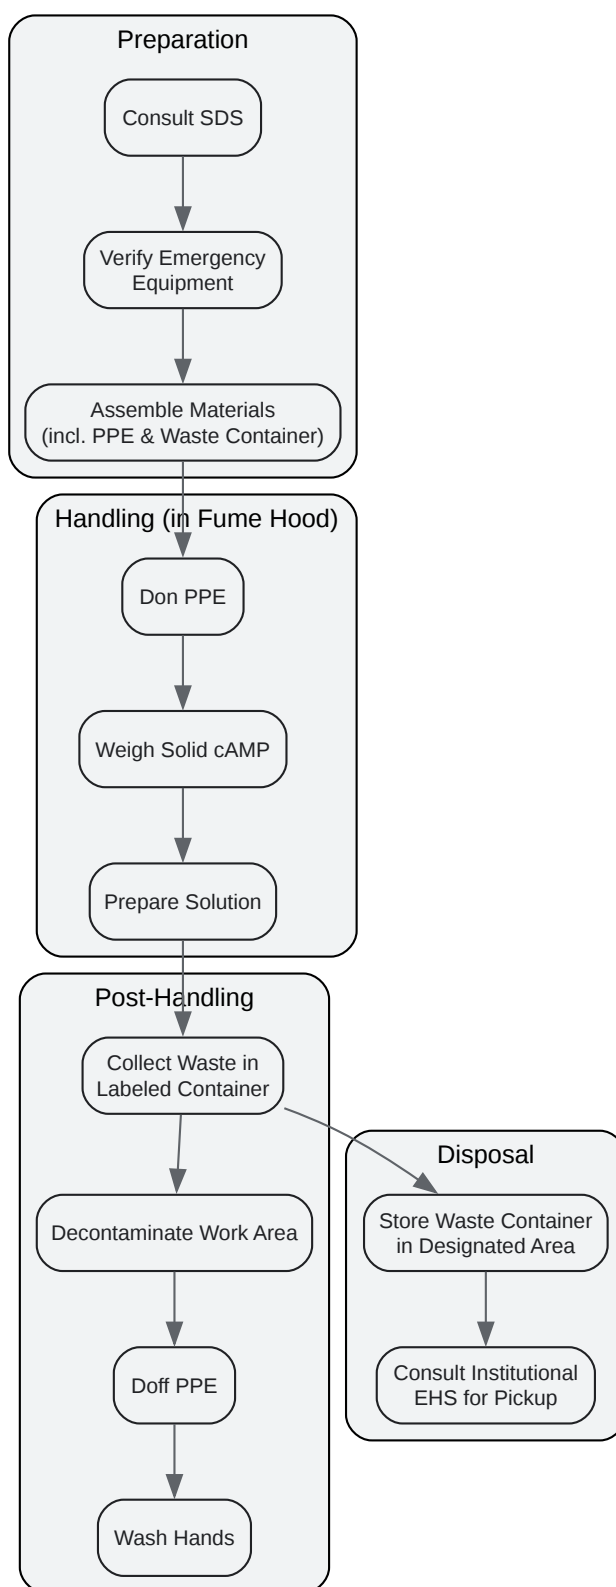 Preparation
Consult SDS
Verify Emergency
Equipment
Assemble Materials
(incl. PPE & Waste Container)
Handling (in Fume Hood)
Don PPE
Weigh Solid cAMP
Prepare Solution
Post-Handling
Collect Waste in
Labeled Container
Decontaminate Work Area
Doff PPE
Wash Hands
Disposal
Store Waste Container
in Designated Area
Consult Institutional
EHS for Pickup